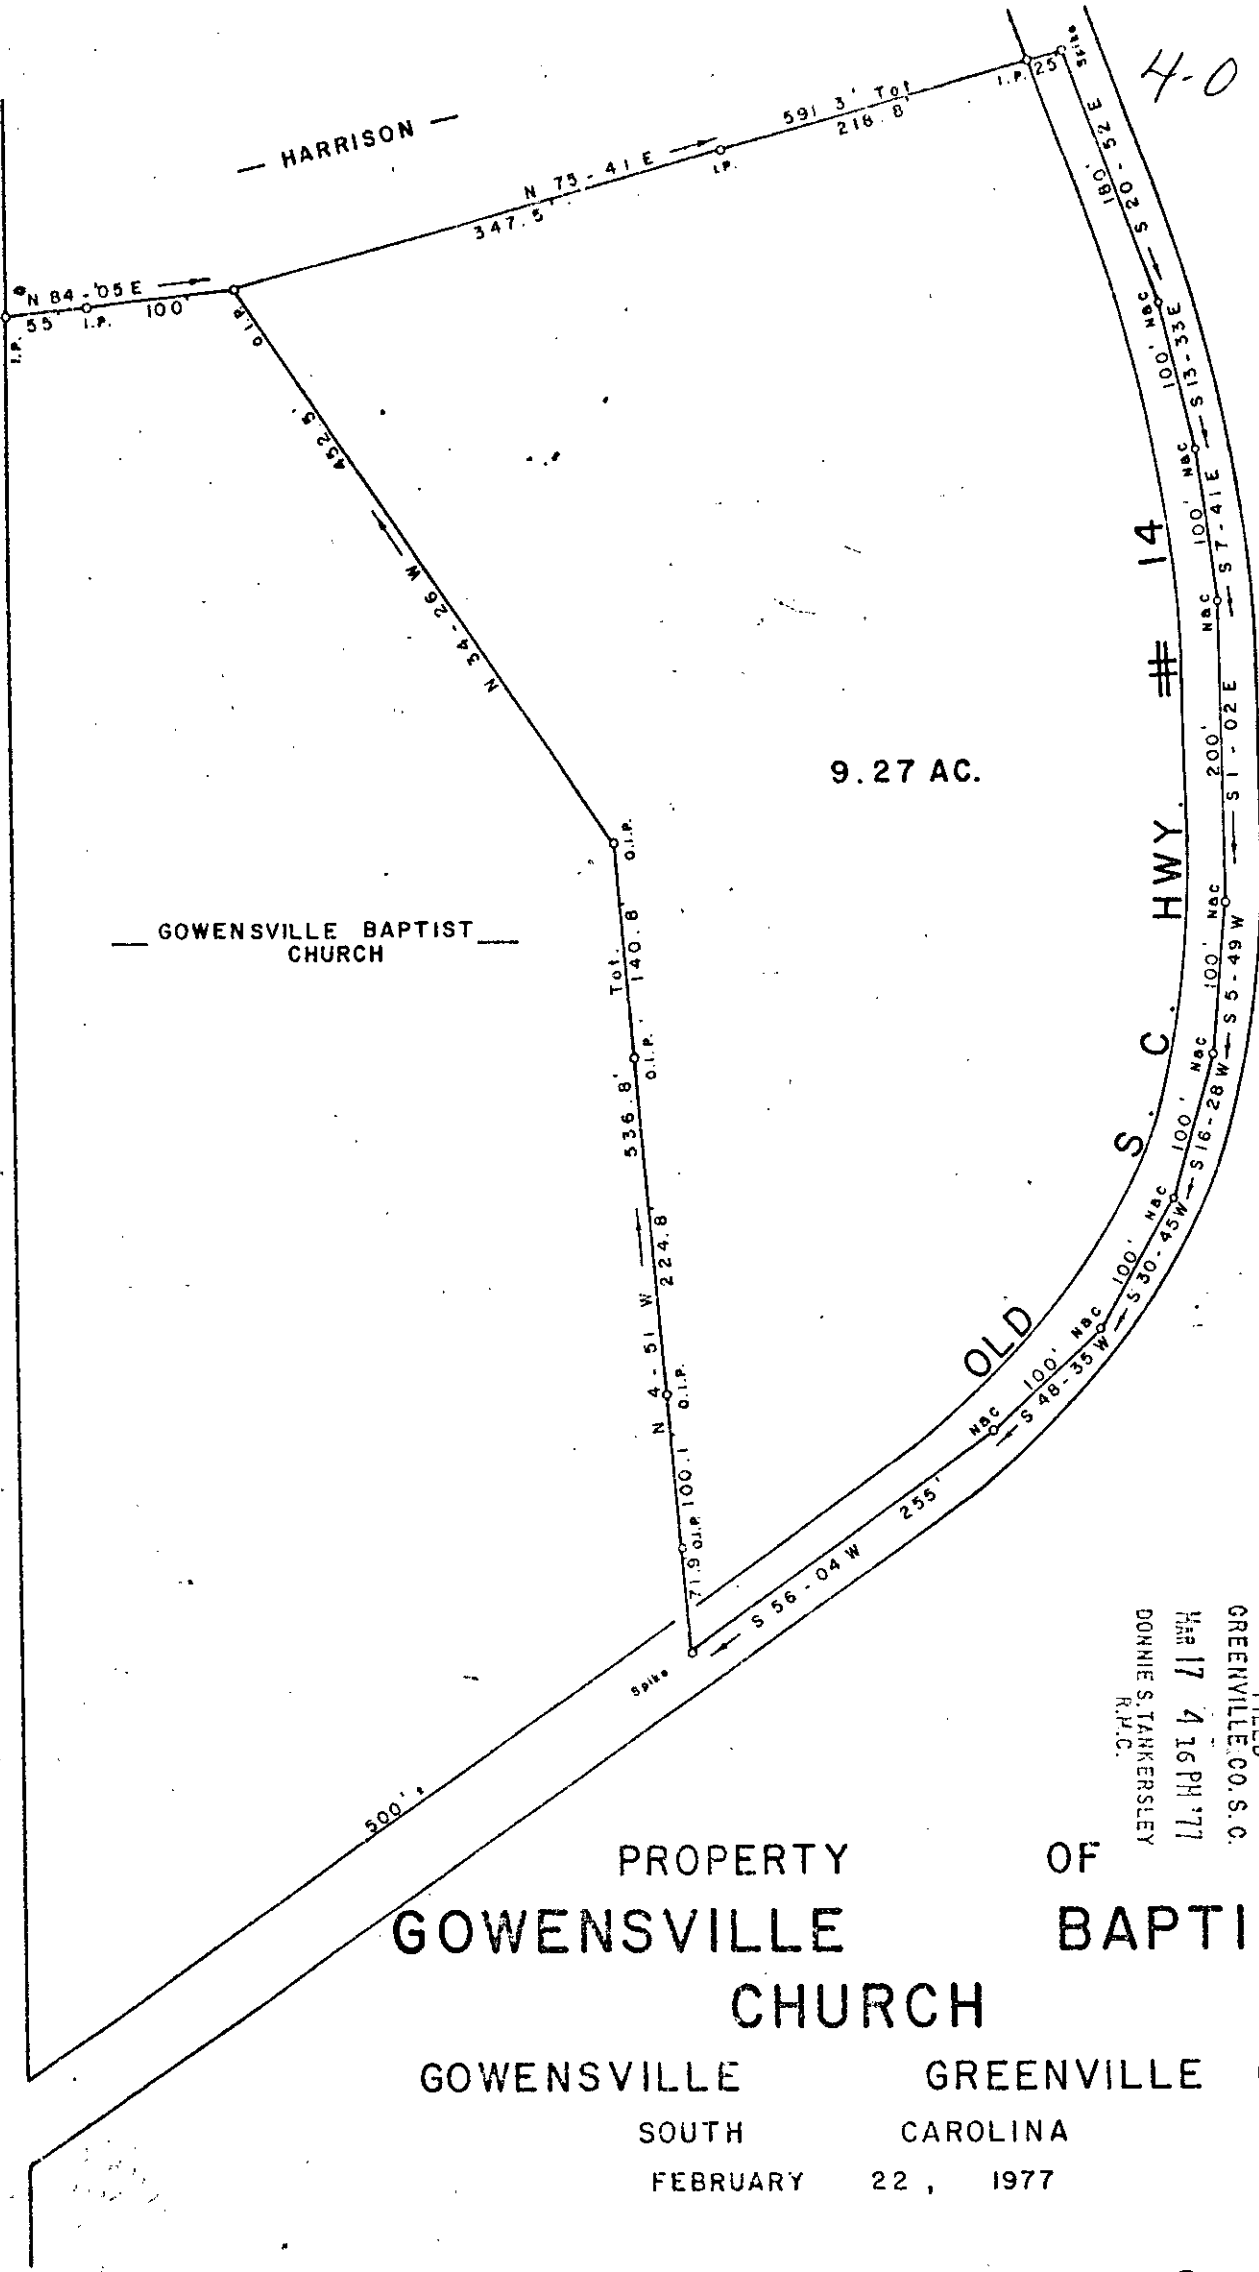 4-0
— HARRISON —
591.3' Tot
218.8'
I.P.
25'
Spike
N 75-41 E
347.5'
I.P.
N 84-05 E
55'
I.P.
100'
I.P.
O.I.P.
452.5'
N 34-26 W
S 20-52 E
180'
N&C
100'
S 13-33 E
N&C
100'
S 7-41 E
N&C
200'
S 1-02 E
N&C
100'
S 5-49 W
N&C
100'
S 16-28 W
N&C
100'
S 30-45 W
N&C
100'
S 48-35 W
N&C
255'
S 56-04 W
OLD S. C. HWY. # 14
9.27 AC.
— GOWENSVILLE BAPTIST —
CHURCH
O.I.P.
Tot.
140.8'
O.I.P.
536.8'
224.8'
N 4-51 W
O.I.P.
100.1'
O.I.P.
71.9
Spike
500' ±
FILED
GREENVILLE CO. S. C.
MAR 17 4 16 PM '77
DONNIE S. TANKERSLEY
R.M.C.
PROPERTY OF
GOWENSVILLE BAPTI
CHURCH
GOWENSVILLE GREENVILLE
SOUTH CAROLINA
FEBRUARY 22, 1977